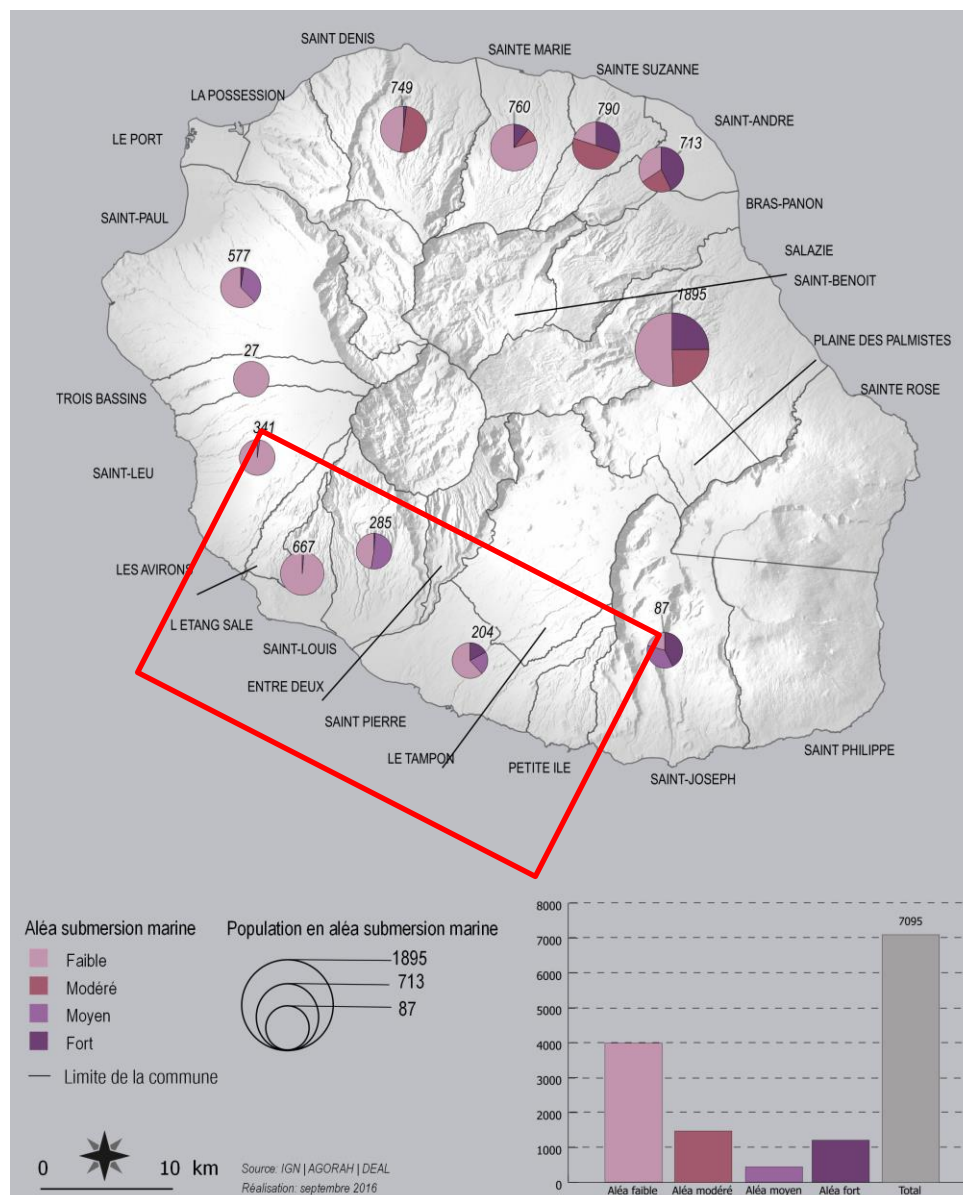 SAINT DENIS
SAINTE MARIE
SAINTE SUZANNE
LA POSSESSION
749
760
790
SAINT-ANDRE
LE PORT
713
SAINT-PAUL
BRAS-PANON
577
SALAZIE
SAINT-BENOIT
1895
27
PLAINE DES PALMISTES
TROIS BASSINS
SAINTE ROSE
341
SAINT-LEU
285
667
LES AVIRONS
87
L ETANG SALE
204
SAINT-LOUIS
ENTRE DEUX
SAINT PIERRE
SAINT PHILIPPE
LE TAMPON
PETITE ILE
SAINT-JOSEPH
Aléa submersion marine
Faible
Modéré
Moyen
Fort
Limite de la commune
Population en aléa submersion marine
1895
713
87
0 10 km
Source: IGN | AGORAH | DEAL
Réalisation: septembre 2016
8000
7000
6000
5000
4000
3000
2000
1000
0
7095
Aléa faible Aléa modéré Aléa moyen Aléa fort Total